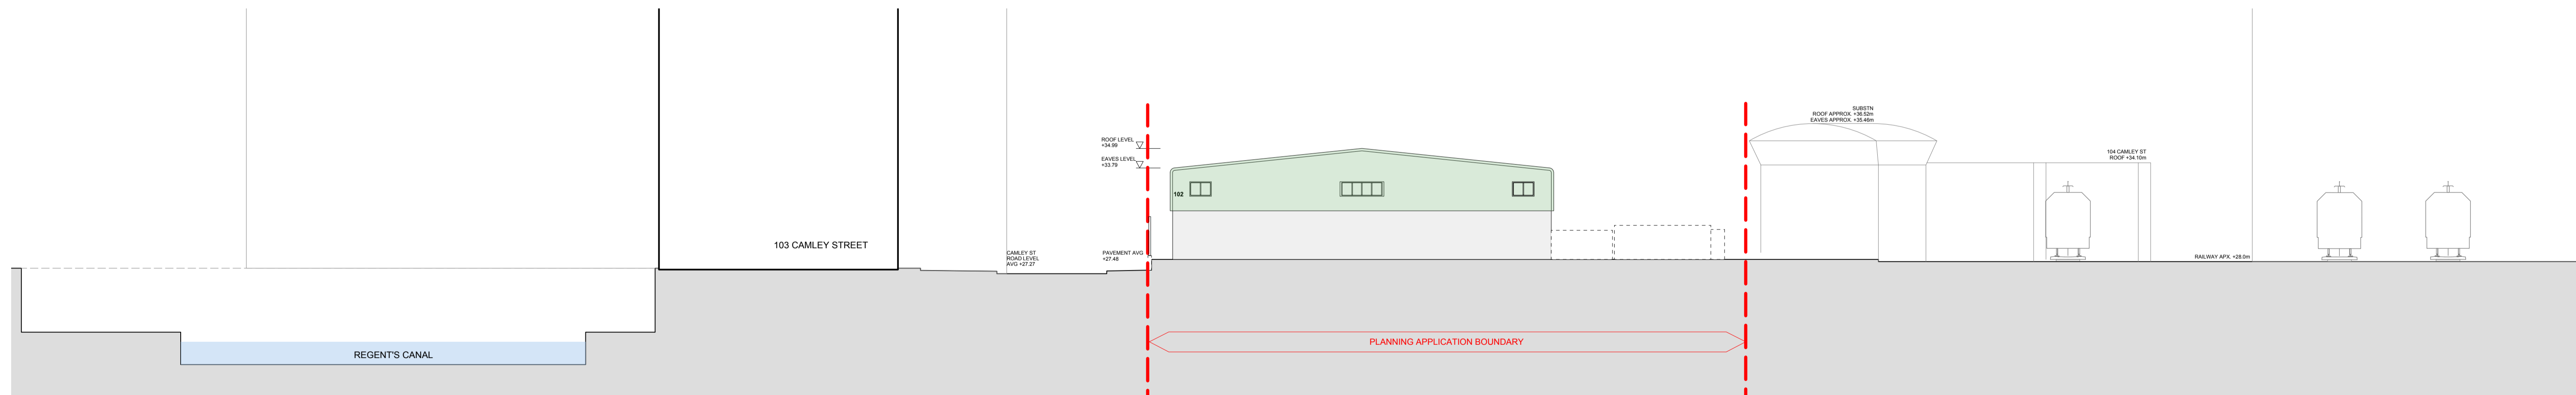 REGENT'S CANAL
103 CAMLEY STREET
CAMLEY ST
ROAD LEVEL
AVG +27.27
PAVEMENT AVG
+27.48
ROOF LEVEL
+34.99
EAVES LEVEL
+33.79
102
PLANNING APPLICATION BOUNDARY
SUBSTN
ROOF APPROX. +36.52m
EAVES APPROX. +35.46m
104 CAMLEY ST
ROOF +34.10m
RAILWAY APX. +28.0m